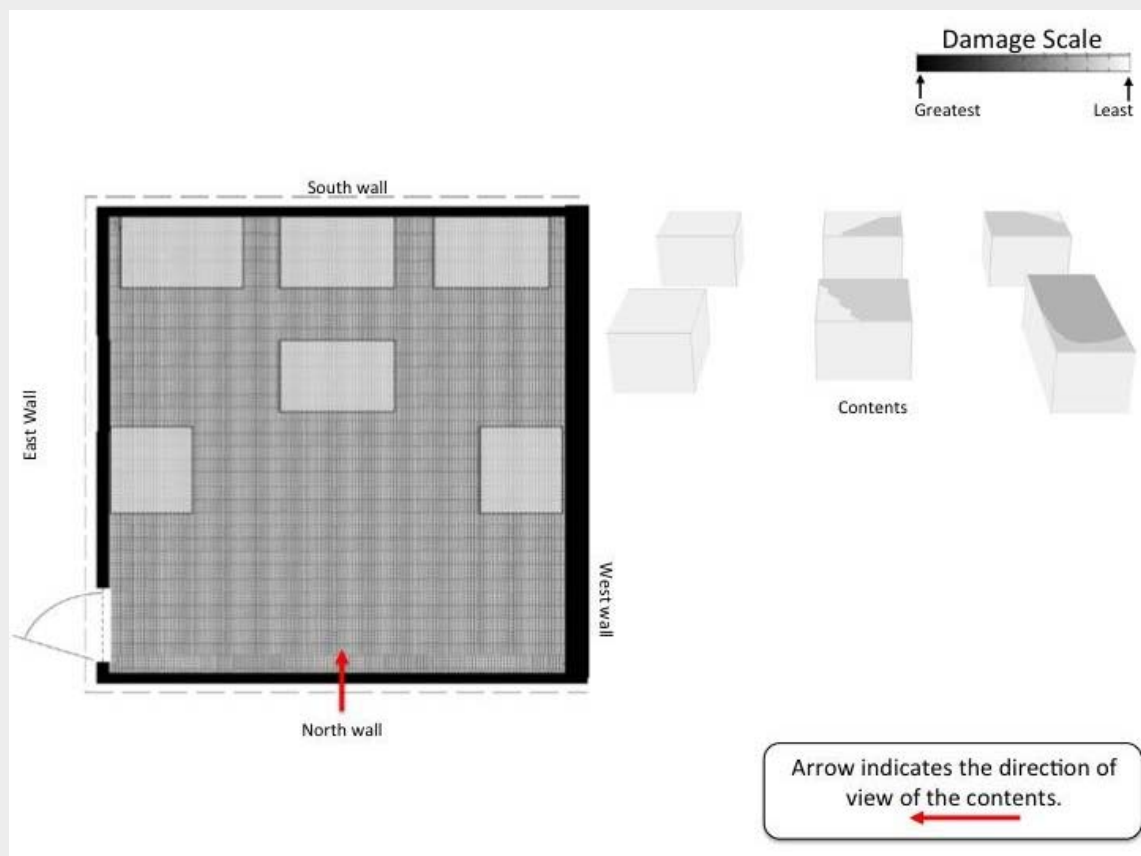 Damage Scale
Greatest
Least
South wall
East Wall
West wall
Contents
North wall
Arrow indicates the direction of
view of the contents.